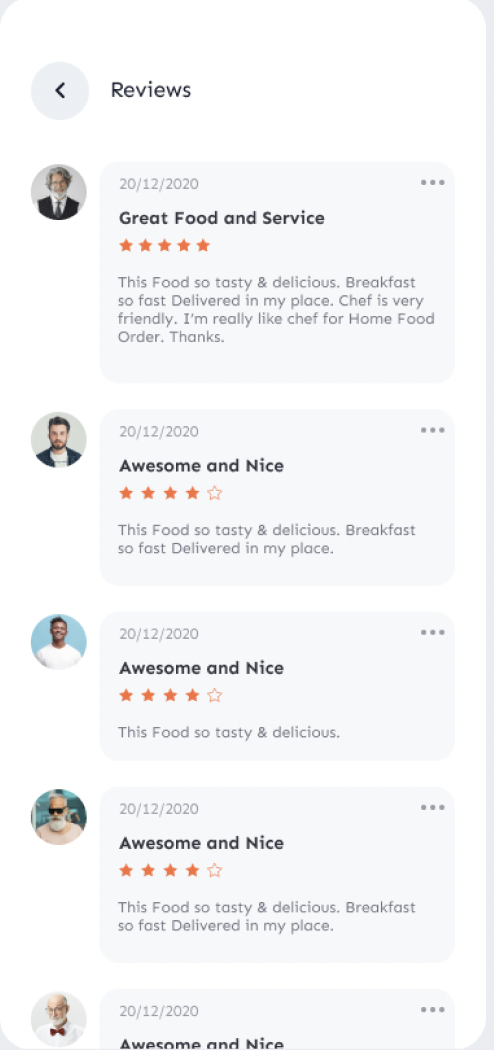 Reviews
20/12/2020
Great Food and Service
This Food so tasty & delicious. Breakfast
so fast Delivered in my place. Chef is very
friendly. I'm really like chef for Home Food
Order. Thanks.
20/12/2020
Awesome and Nice
This Food so tasty & delicious. Breakfast
so fast Delivered in my place.
20/12/2020
Awesome and Nice
This Food so tasty & delicious.
20/12/2020
Awesome and Nice
This Food so tasty & delicious. Breakfast
so fast Delivered in my place.
20/12/2020
Awesome and Nice